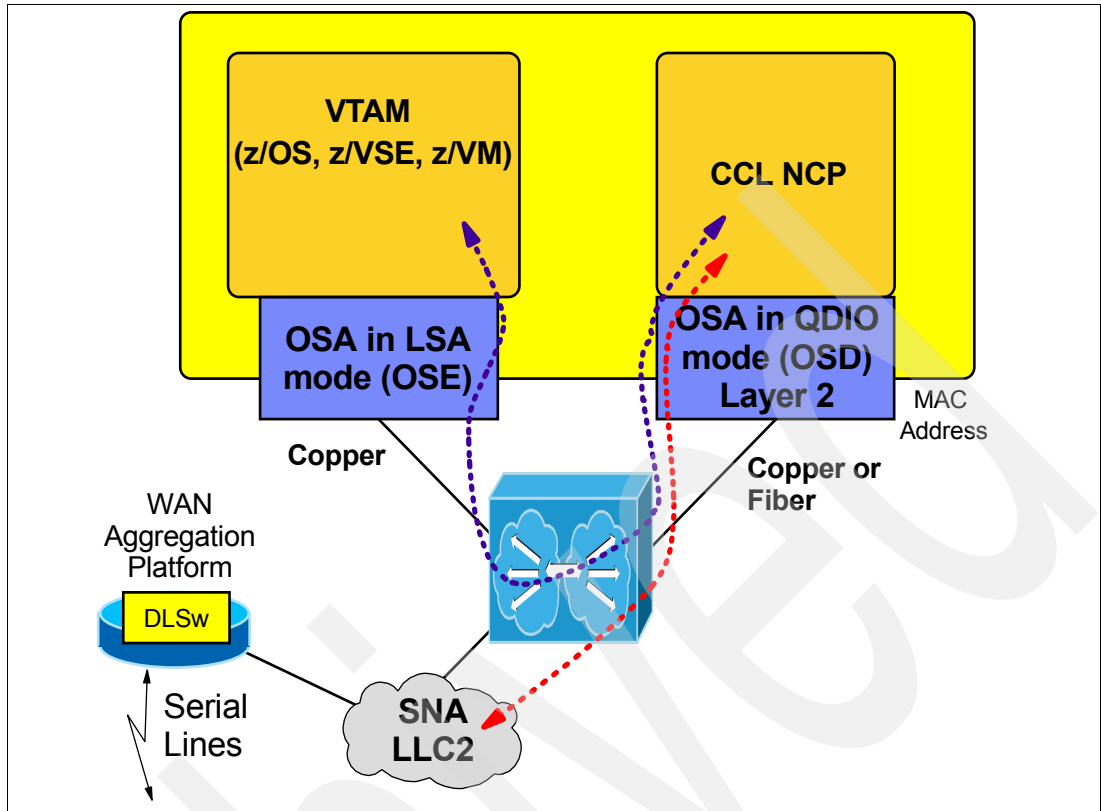 VTAM
(z/OS, z/VSE, z/VM)
CCL NCP
OSA in LSA
mode (OSE)
OSA in QDIO
mode (OSD)
Layer 2
MAC
Address
Copper
Copper or
Fiber
WAN
Aggregation
Platform
DLSw
Serial
Lines
SNA
LLC2